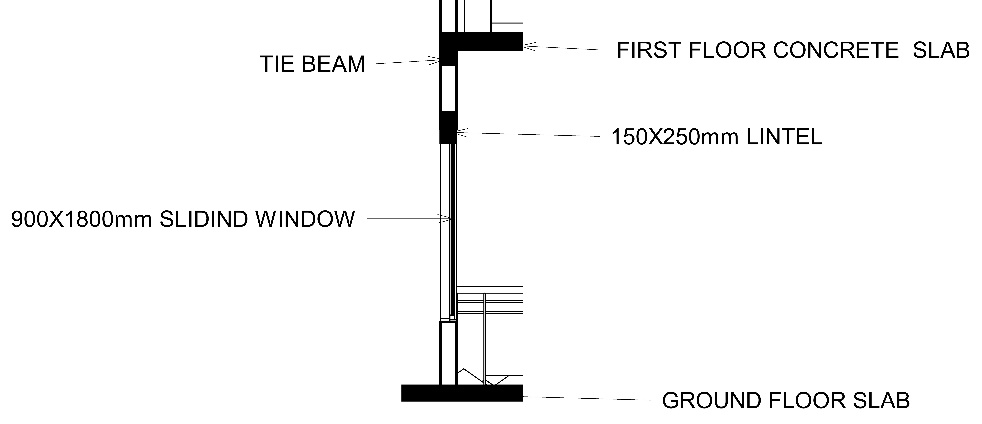 FIRST FLOOR CONCRETE SLAB
TIE BEAM
150X250mm LINTEL
900X1800mm SLIDIND WINDOW
GROUND FLOOR SLAB